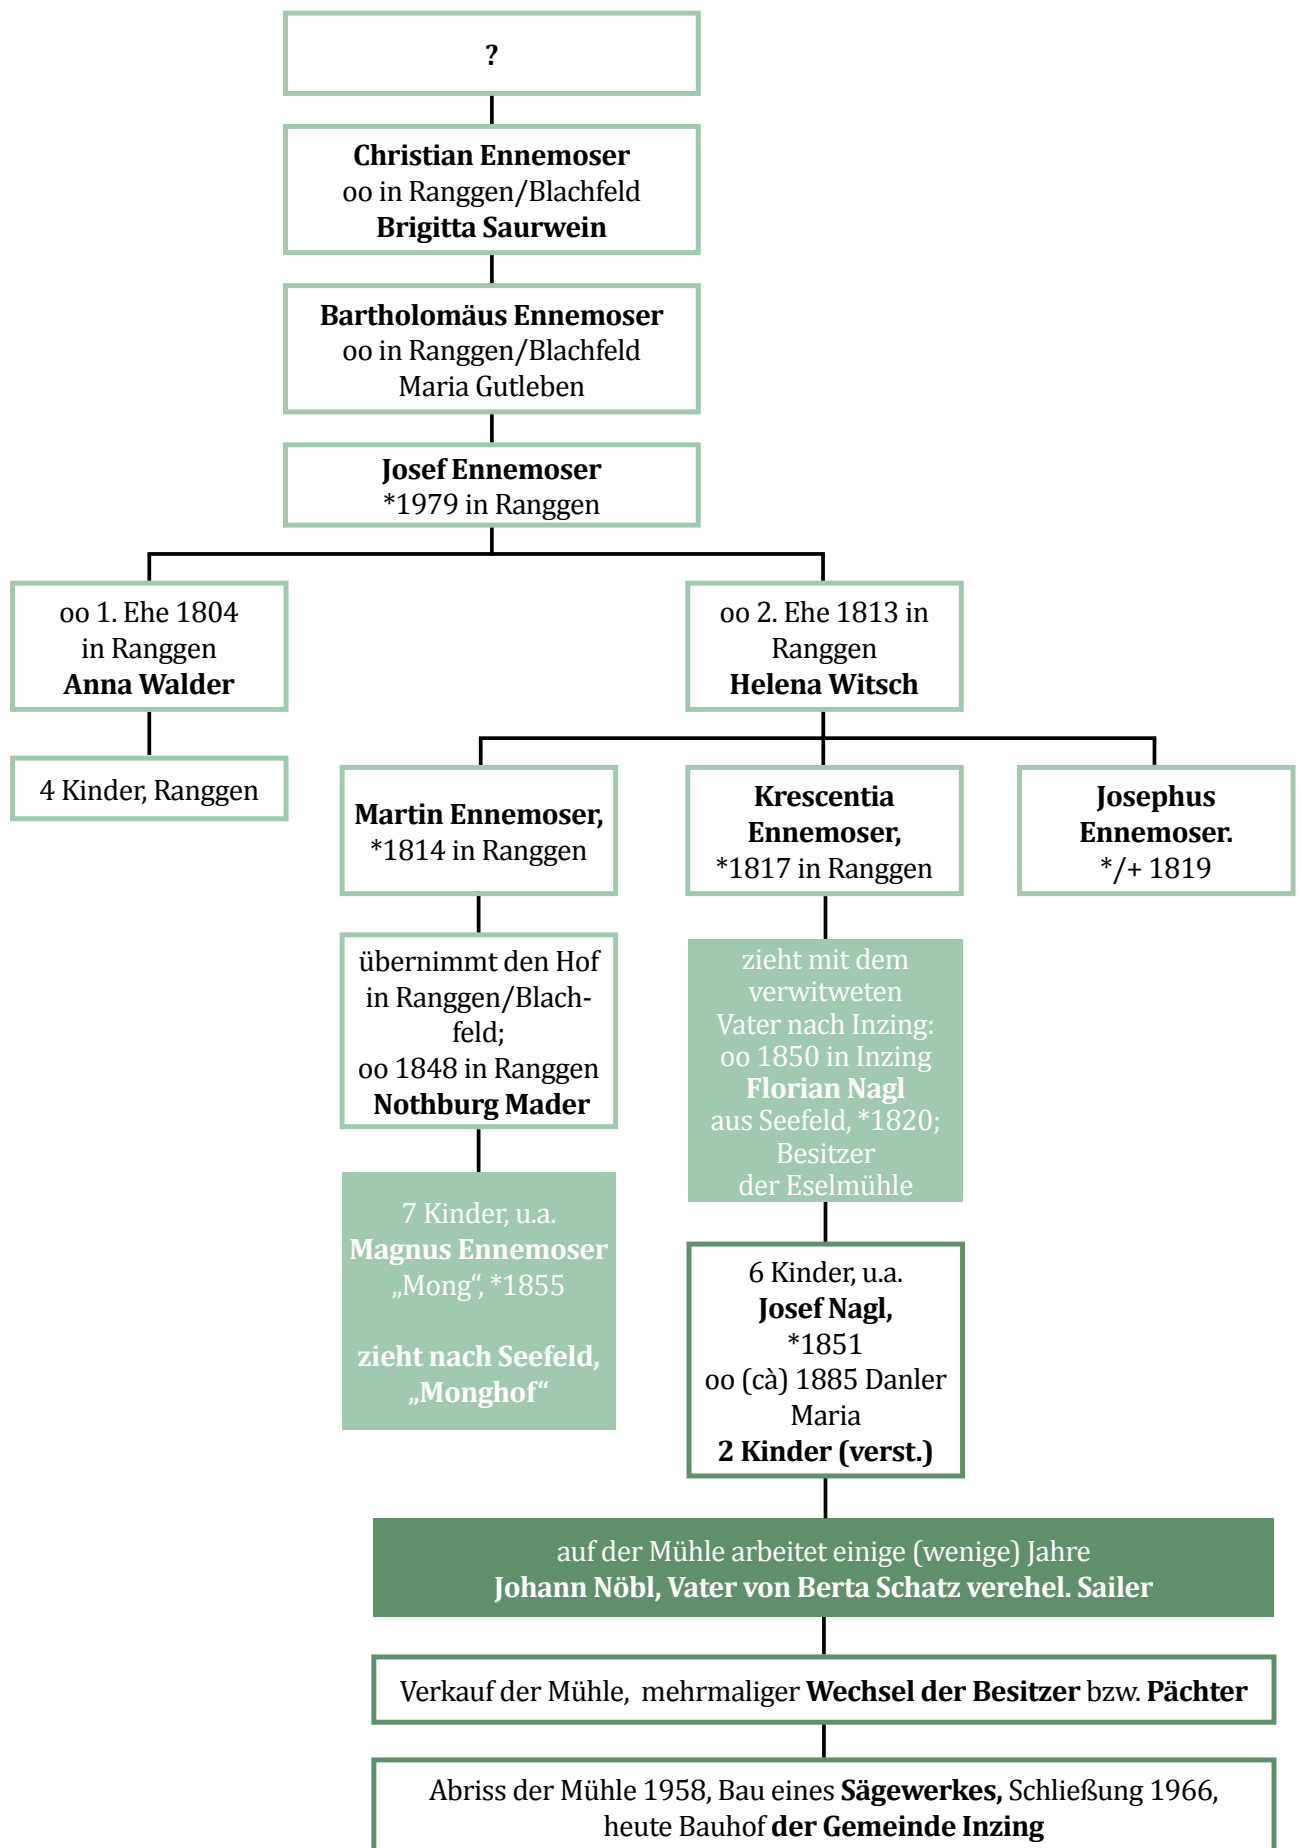 ?
Christian Ennemoser
oo in Ranggen/Blachfeld
Brigitta Saurwein
Bartholomäus Ennemoser
oo in Ranggen/Blachfeld
Maria Gutleben
Josef Ennemoser
*1979 in Ranggen
oo 1. Ehe 1804
in Ranggen
Anna Walder
oo 2. Ehe 1813 in
Ranggen
Helena Witsch
4 Kinder, Ranggen
Martin Ennemoser,
*1814 in Ranggen
Krescentia
Ennemoser,
*1817 in Ranggen
Josephus
Ennemoser.
*/+ 1819
übernimmt den Hof
in Ranggen/Blach-
feld;
oo 1848 in Ranggen
Nothburg Mader
zieht mit dem
verwitweten
Vater nach Inzing:
oo 1850 in Inzing
Florian Nagl
aus Seefeld, *1820;
Besitzer
der Eselmühle
7 Kinder, u.a.
Magnus Ennemoser
„Mong“, *1855
zieht nach Seefeld,
„Monghof“
6 Kinder, u.a.
Josef Nagl,
*1851
oo (cà) 1885 Danler
Maria
2 Kinder (verst.)
auf der Mühle arbeitet einige (wenige) Jahre
Johann Nöbl, Vater von Berta Schatz verehel. Sailer
Verkauf der Mühle, mehrmaliger Wechsel der Besitzer bzw. Pächter
Abriss der Mühle 1958, Bau eines Sägewerkes, Schließung 1966,
heute Bauhof der Gemeinde Inzing